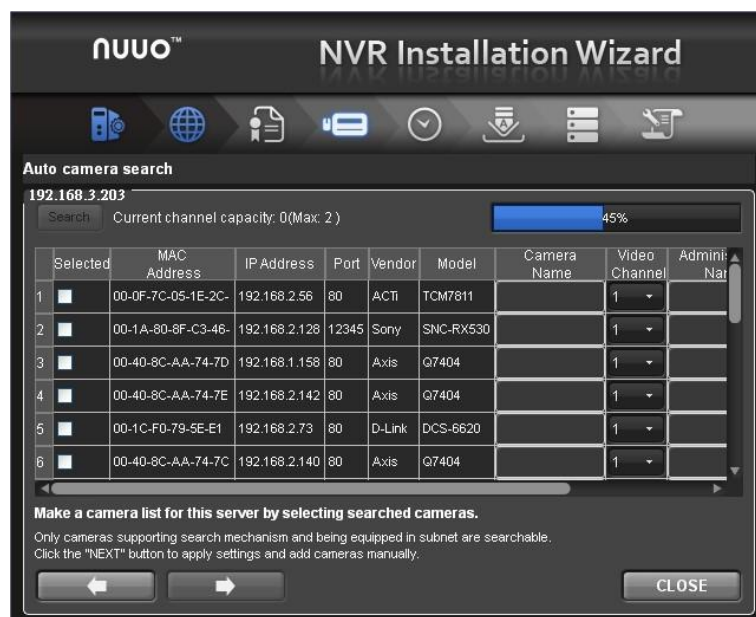 nuuo™
NVR Installation Wizard
Auto camera search
192.168.3.203
Search Current channel capacity: 0(Max: 2 ) 45%
Selected MAC Address IP Address Port Vendor Model Camera Name Video Channel
1 00-0F-7C-05-1E-2C- 192.168.2.56 80 ACTi TCM7811 1
2 00-1A-80-8F-C3-46- 192.168.2.128 12345 Sony SNC-RX530 1
3 00-40-8C-AA-74-7D 192.168.1.158 80 Axis Q7404 1
4 00-40-8C-AA-74-7E 192.168.2.142 80 Axis Q7404 1
5 00-1C-F0-79-5E-E1 192.168.2.73 80 D-Link DCS-6620 1
6 00-40-8C-AA-74-7C 192.168.2.140 80 Axis Q7404 1
Make a camera list for this server by selecting searched cameras.
Only cameras supporting search mechanism and being equipped in subnet are searchable.
Click the "NEXT" button to apply settings and add cameras manually.
CLOSE